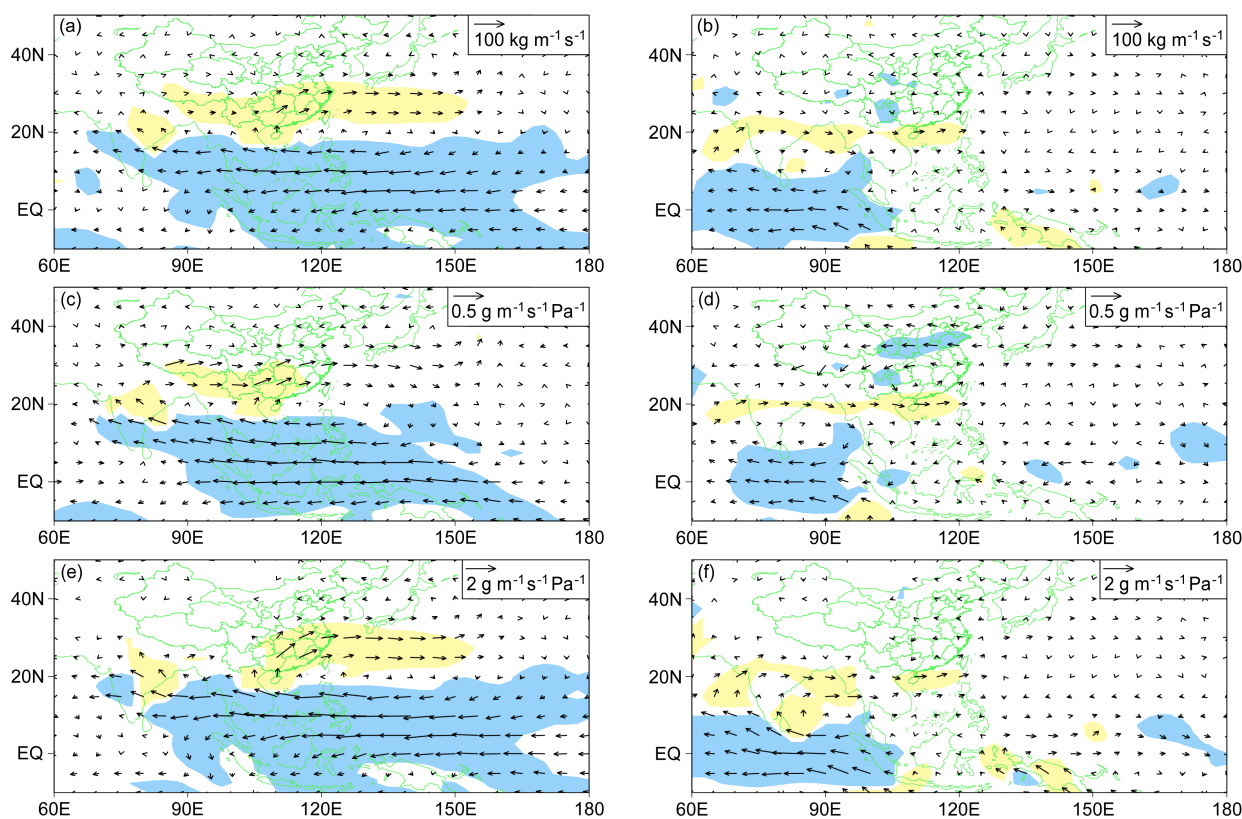 (a)
100 kg m⁻¹ s⁻¹
40N
20N
EQ
60E 90E 120E 150E 180
(b)
100 kg m⁻¹ s⁻¹
40N
20N
EQ
60E 90E 120E 150E 180
(c)
0.5 g m⁻¹ s⁻¹ Pa⁻¹
40N
20N
EQ
60E 90E 120E 150E 180
(d)
0.5 g m⁻¹ s⁻¹ Pa⁻¹
40N
20N
EQ
60E 90E 120E 150E 180
(e)
2 g m⁻¹ s⁻¹ Pa⁻¹
40N
20N
EQ
60E 90E 120E 150E 180
(f)
2 g m⁻¹ s⁻¹ Pa⁻¹
40N
20N
EQ
60E 90E 120E 150E 180